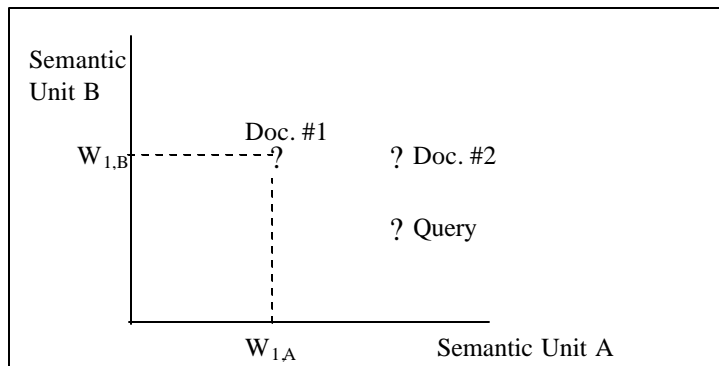 Semantic
Unit B
Doc. #1
W1,B ? ? Doc. #2
? Query
W1,A Semantic Unit A